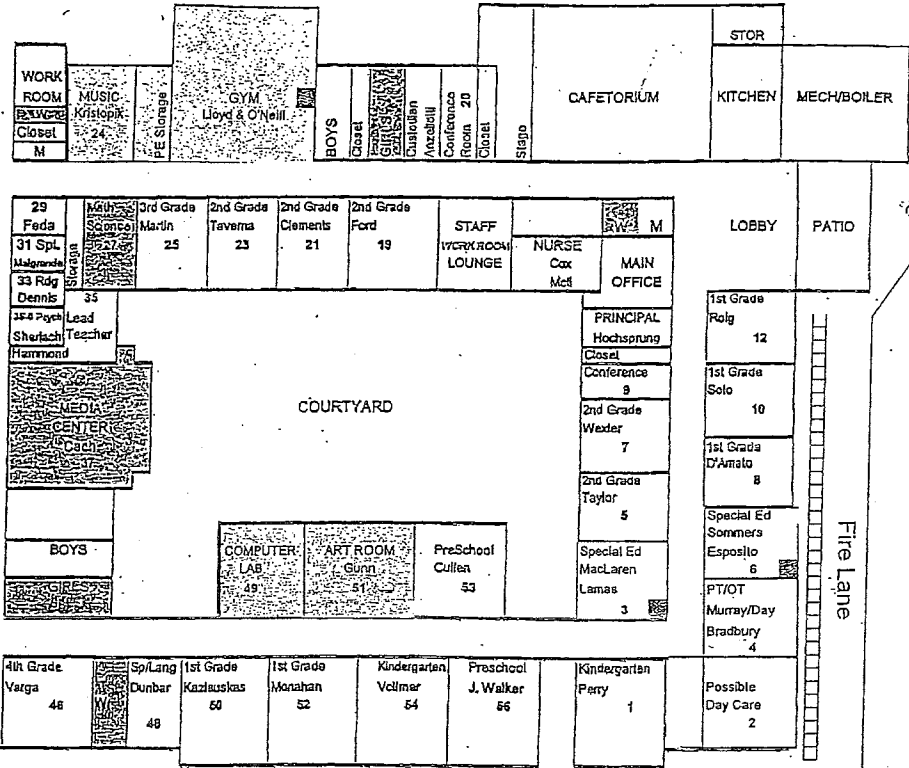 STOR
WORK
ROOM
MUSIC
Kristopik
24
Closet
M
PE Storage
GYM
Lloyd & O'Neill
BOYS
Closet
GIRLS
Custodian
Conference
Room 20
Closet
Stage
CAFETORIUM
KITCHEN
MECH/BOILER
29
Feda
31 Spl.
33 Rdg
Dennis
Sherlach
Hammond
Storage
Math
Science
27
35
Lead
Teacher
3rd Grade
Martin
25
2nd Grade
Taverna
23
2nd Grade
Clements
21
2nd Grade
Ford
19
STAFF
WORK ROOM
LOUNGE
NURSE
Cox
W
M
MAIN
OFFICE
LOBBY
PATIO
PRINCIPAL
Hochsprung
Closet
Conference
9
2nd Grade
Wexler
7
2nd Grade
Taylor
5
Special Ed
MacLaren
Lamas
3
1st Grade
Roig
12
1st Grade
Soto
10
1st Grade
D'Amato
8
Special Ed
Sommers
Esposito
6
PT/OT
Murray/Day
Bradbury
4
Possible
Day Care
2
Fire Lane
MEDIA
CENTER
COURTYARD
BOYS
COMPUTER
LAB
49
ART ROOM
Gunn
51
PreSchool
Cullen
53
4th Grade
Varga
46
Sp/Lang
Dunbar
48
1st Grade
Kazlauskas
50
1st Grade
Monahan
52
Kindergarten
Vollmer
54
Preschool
J. Walker
56
Kindergarten
Perry
1